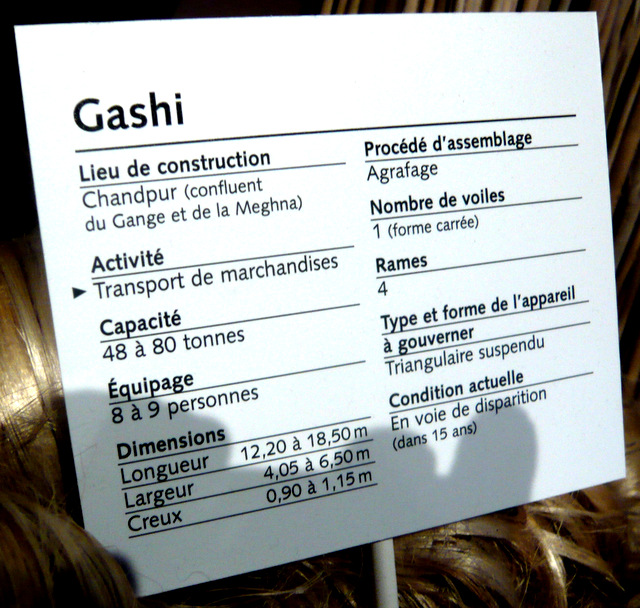 Gashi
Lieu de construction
Chandpur (confluent
du Gange et de la Meghna)
Activité
► Transport de marchandises
Capacité
48 à 80 tonnes
Équipage
8 à 9 personnes
Dimensions
Longueur 12,20 à 18,50 m
Largeur 4,05 à 6,50 m
Creux 0,90 à 1,15 m
Procédé d'assemblage
Agrafage
Nombre de voiles
1 (forme carrée)
Rames
4
Type et forme de l'appareil
à gouverner
Triangulaire suspendu
Condition actuelle
En voie de disparition
(dans 15 ans)